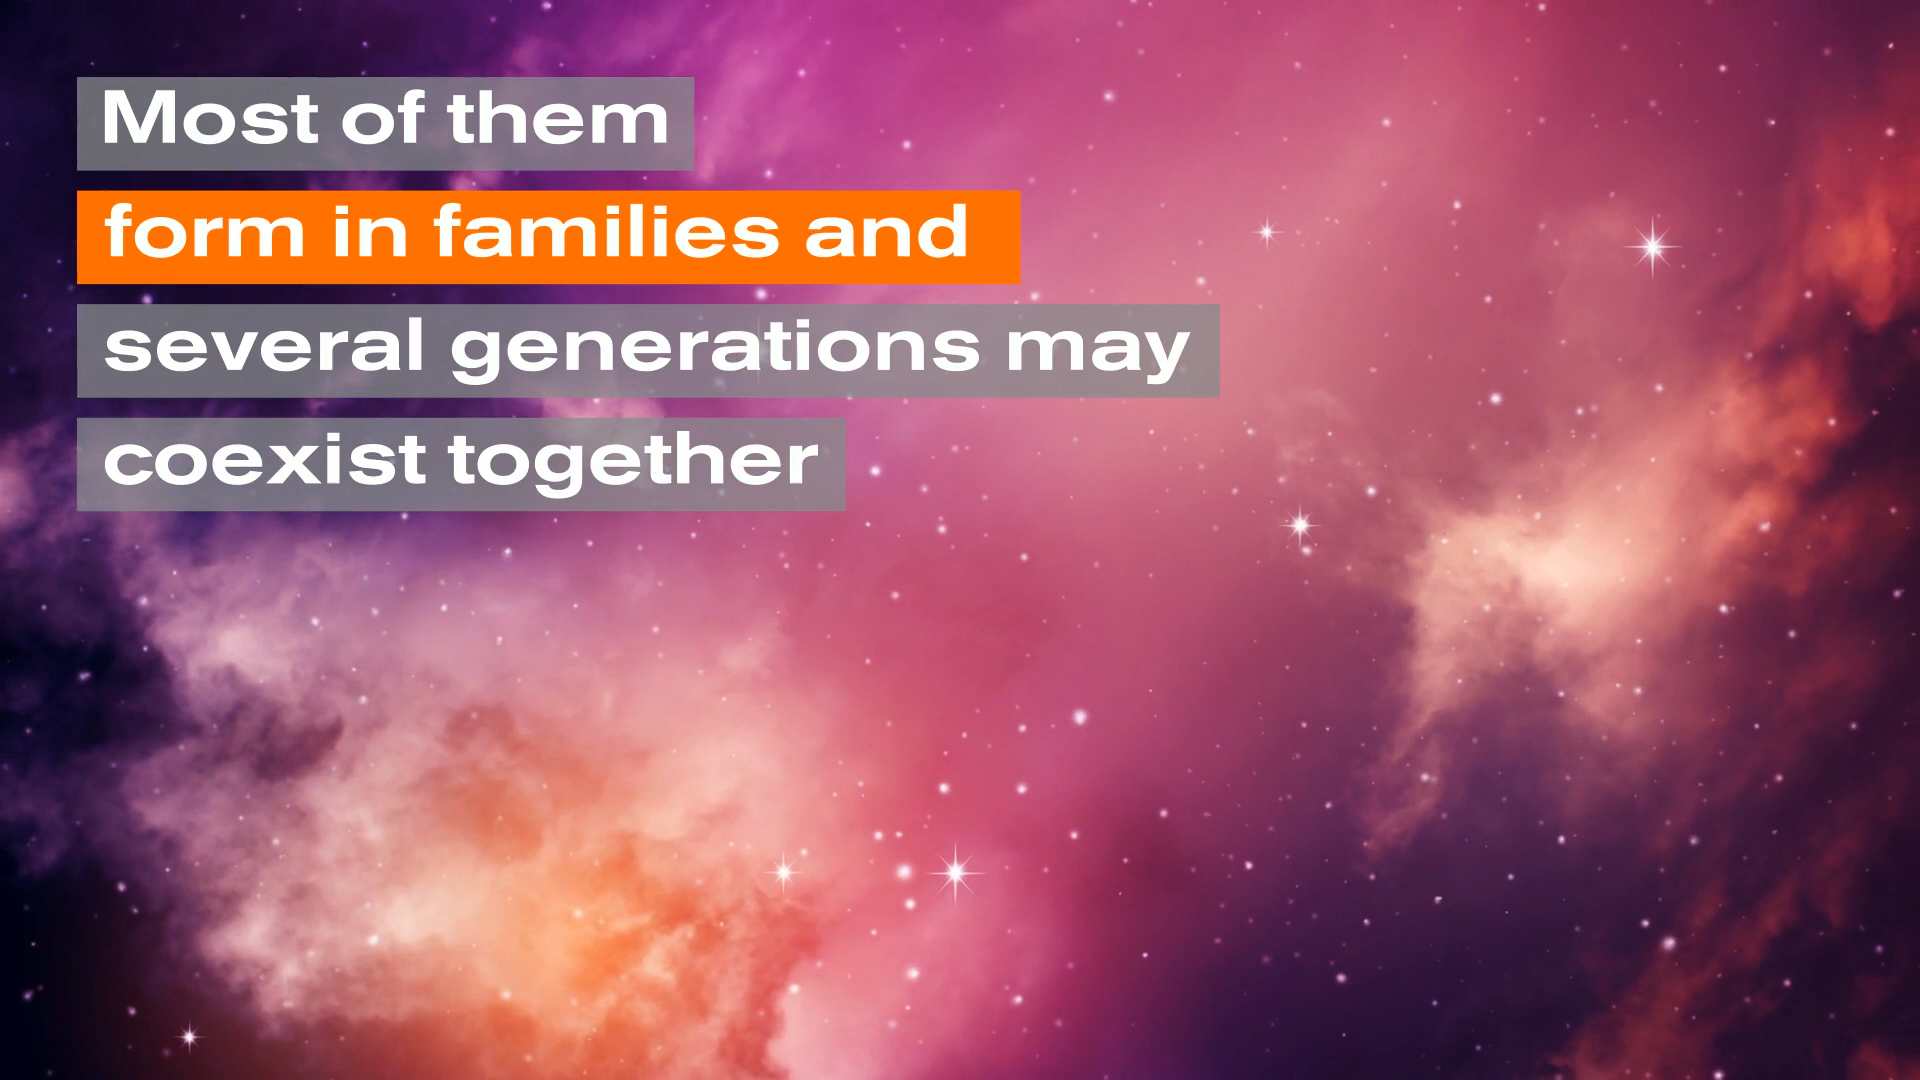 Most of them
form in families and
several generations may
coexist together